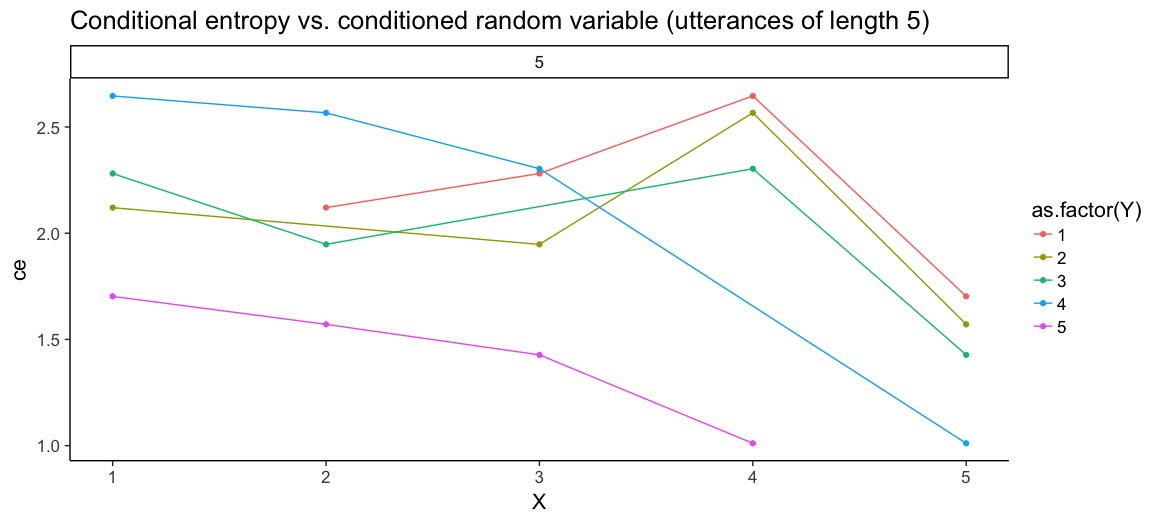 Conditional entropy vs. conditioned random variable (utterances of length 5)
5
2.5
2.0
1.5
1.0
ce
1 2 3 4 5
X
as.factor(Y)
1
2
3
4
5